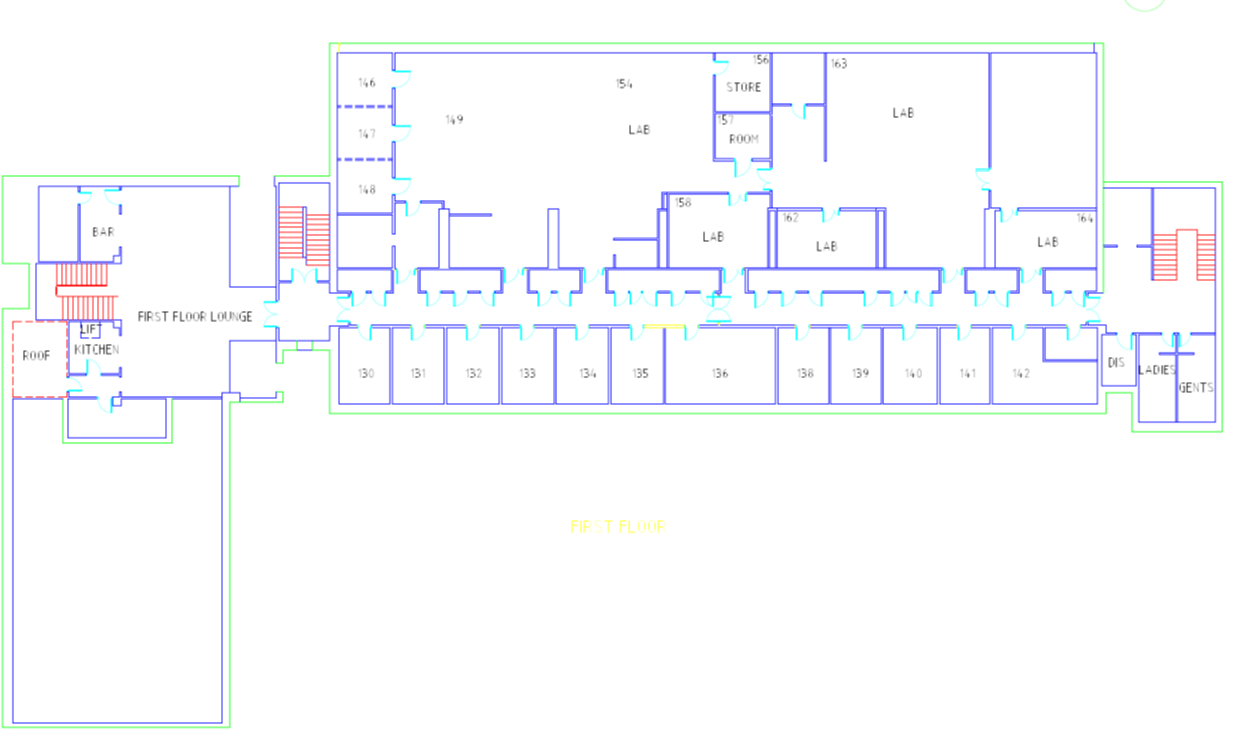 146
154
156
163
STORE
149
LAB
LAB
147
157
ROOM
148
158
162
164
BAR
LAB
LAB
LAB
FIRST FLOOR LOUNGE
LIFT
KITCHEN
ROOF
130
131
132
133
134
135
136
138
139
140
141
142
DIS
LADIES
GENTS
FIRST FLOOR